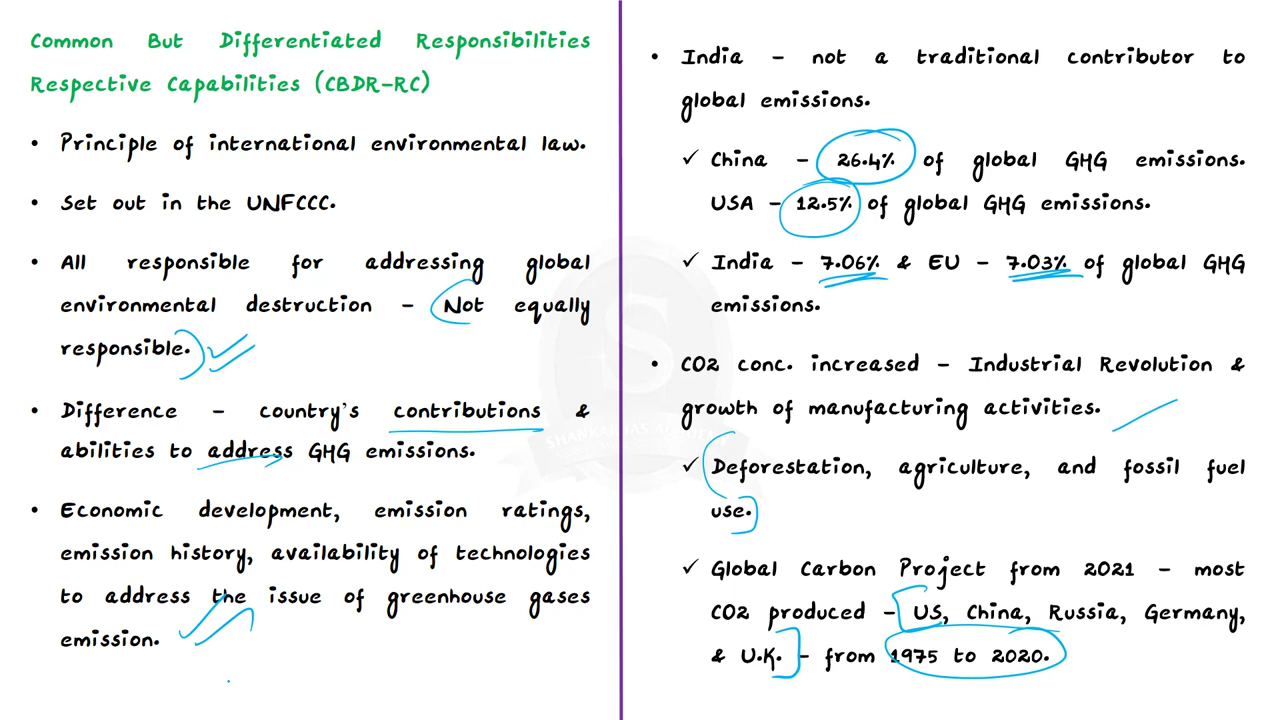 Common But Differentiated Responsibilities
Respective Capabilities (CBDR-RC)
• Principle of international environmental law.
• Set out in the UNFCCC.
• All responsible for addressing global
environmental destruction - Not equally
responsible.
• Difference - country's contributions &
abilities to address GHG emissions.
• Economic development, emission ratings,
emission history, availability of technologies
to address the issue of greenhouse gases
emission.
• India - not a traditional contributor to
global emissions.
✓ China - 26.4% of global GHG emissions.
USA - 12.5% of global GHG emissions.
✓ India - 7.06% & EU - 7.03% of global GHG
emissions.
• CO2 conc. increased - Industrial Revolution &
growth of manufacturing activities.
✓ Deforestation, agriculture, and fossil fuel
use.
✓ Global Carbon Project from 2021 - most
CO2 produced - US, China, Russia, Germany,
& U.K. - from 1975 to 2020.